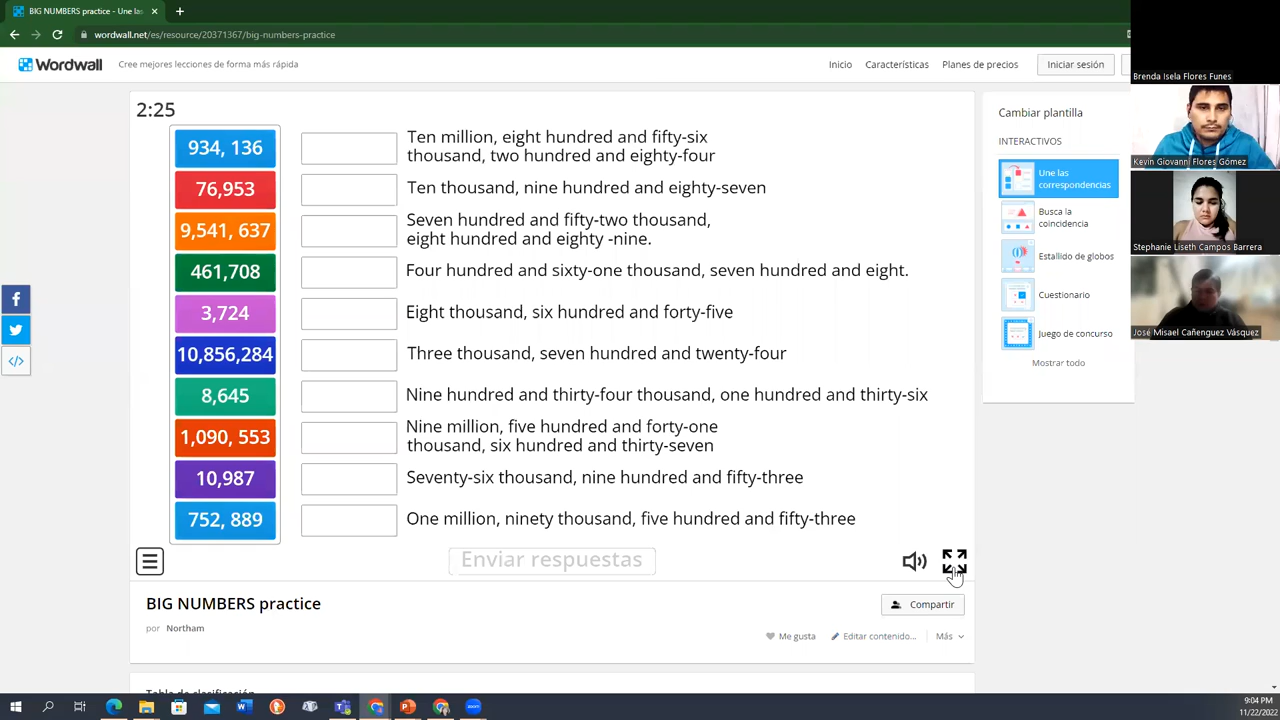 BIG NUMBERS practice - Une las
wordwall.net/es/resource/20371367/big-numbers-practice
Wordwall
Cree mejores lecciones de forma más rápida
Inicio
Características
Planes de precios
Iniciar sesión
2:25
934, 136
76,953
9,541, 637
461,708
3,724
10,856,284
8,645
1,090, 553
10,987
752, 889
Ten million, eight hundred and fifty-six
thousand, two hundred and eighty-four
Ten thousand, nine hundred and eighty-seven
Seven hundred and fifty-two thousand,
eight hundred and eighty -nine.
Four hundred and sixty-one thousand, seven hundred and eight.
Eight thousand, six hundred and forty-five
Three thousand, seven hundred and twenty-four
Nine hundred and thirty-four thousand, one hundred and thirty-six
Nine million, five hundred and forty-one
thousand, six hundred and thirty-seven
Seventy-six thousand, nine hundred and fifty-three
One million, ninety thousand, five hundred and fifty-three
Enviar respuestas
BIG NUMBERS practice
por Northam
Compartir
Me gusta
Editar contenido...
Más
Tabla de clasificación
Cambiar plantilla
INTERACTIVOS
Une las
correspondencias
Busca la
coincidencia
Estallido de globos
Cuestionario
Juego de concurso
Mostrar todo
Brenda Isela Flores Funes
Kevin Giovanni Flores Gómez
Stephanie Liseth Campos Barrera
José Misael Cañenguez Vásquez
9:04 PM
11/22/2022